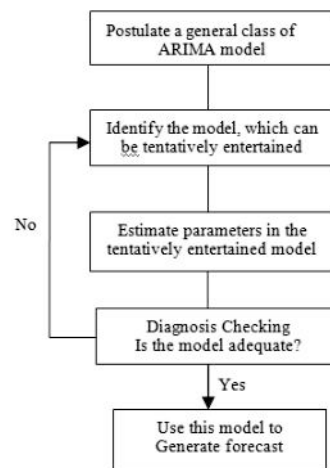 Postulate a general class of
ARIMA model
Identify the model, which can
be tentatively entertained
No
Estimate parameters in the
tentatively entertained model
Diagnosis Checking
Is the model adequate?
Yes
Use this model to
Generate forecast